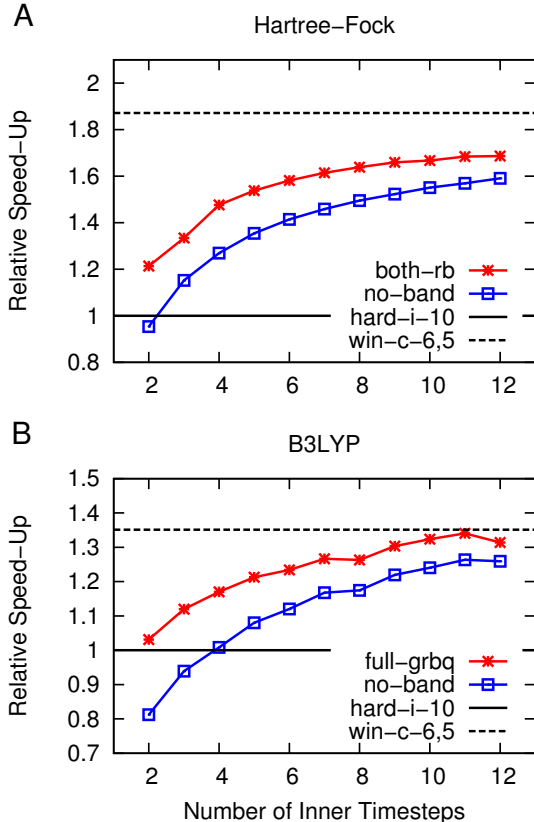 A
Hartree−Fock
Relative Speed−Up
2
1.8
1.6
1.4
1.2
1
0.8
both-rb
no-band
hard-i-10
win-c-6,5
2 4 6 8 10 12
B
B3LYP
Relative Speed−Up
1.5
1.4
1.3
1.2
1.1
1
0.9
0.8
0.7
full-grbq
no-band
hard-i-10
win-c-6,5
2 4 6 8 10 12
Number of Inner Timesteps